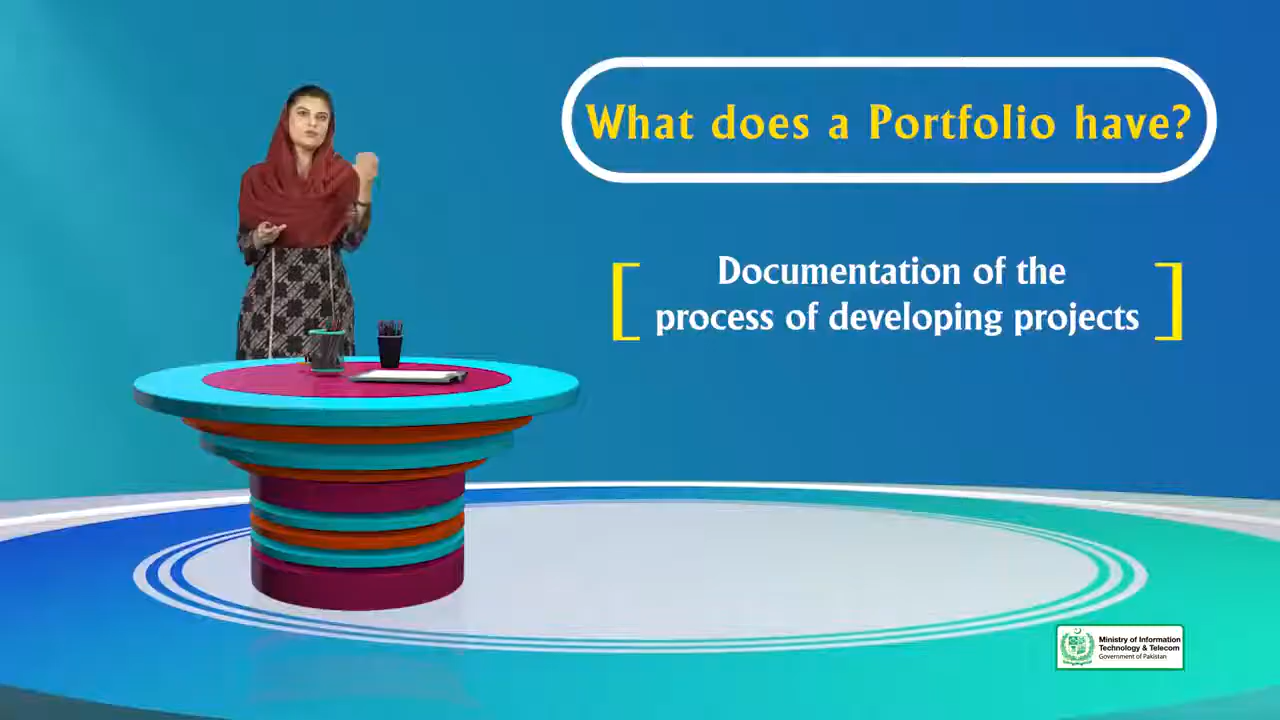 What does a Portfolio have?
Documentation of the
process of developing projects
Ministry of Information
Technology & Telecom
Government of Pakistan